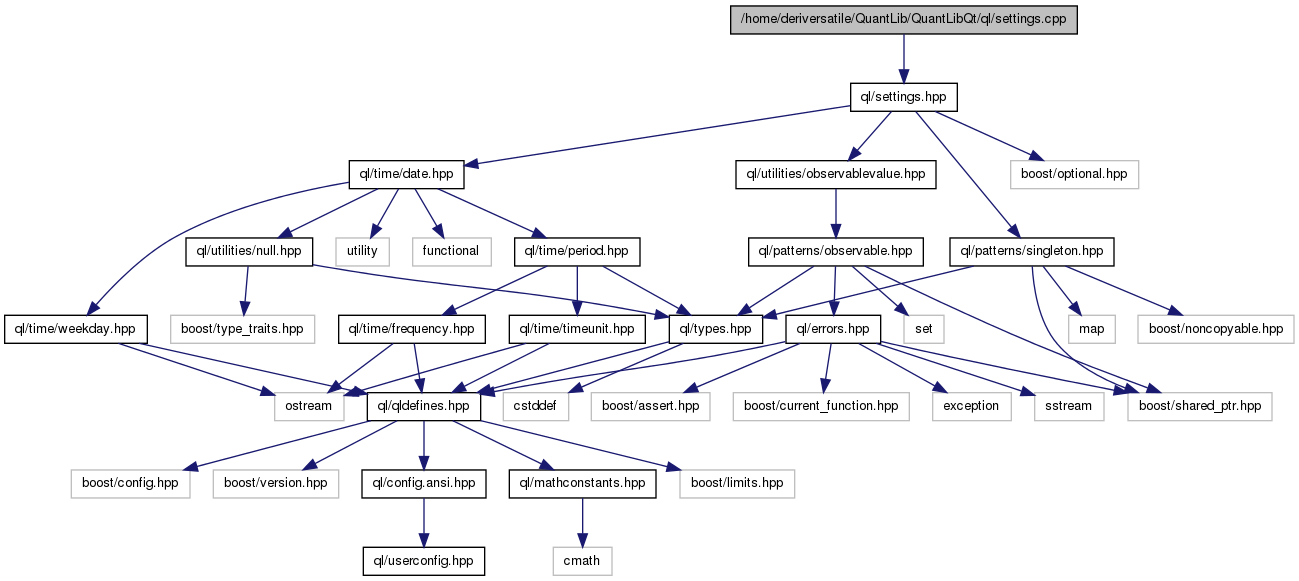 /home/deriversatile/QuantLib/QuantLibQt/ql/settings.cpp
ql/settings.hpp
ql/time/date.hpp
ql/utilities/observablevalue.hpp
boost/optional.hpp
ql/utilities/null.hpp
utility
functional
ql/time/period.hpp
ql/patterns/observable.hpp
ql/patterns/singleton.hpp
ql/time/weekday.hpp
boost/type_traits.hpp
ql/time/frequency.hpp
ql/time/timeunit.hpp
ql/types.hpp
ql/errors.hpp
set
map
boost/noncopyable.hpp
ostream
ql/qldefines.hpp
cstddef
boost/assert.hpp
boost/current_function.hpp
exception
sstream
boost/shared_ptr.hpp
boost/config.hpp
boost/version.hpp
ql/config.ansi.hpp
ql/mathconstants.hpp
boost/limits.hpp
ql/userconfig.hpp
cmath